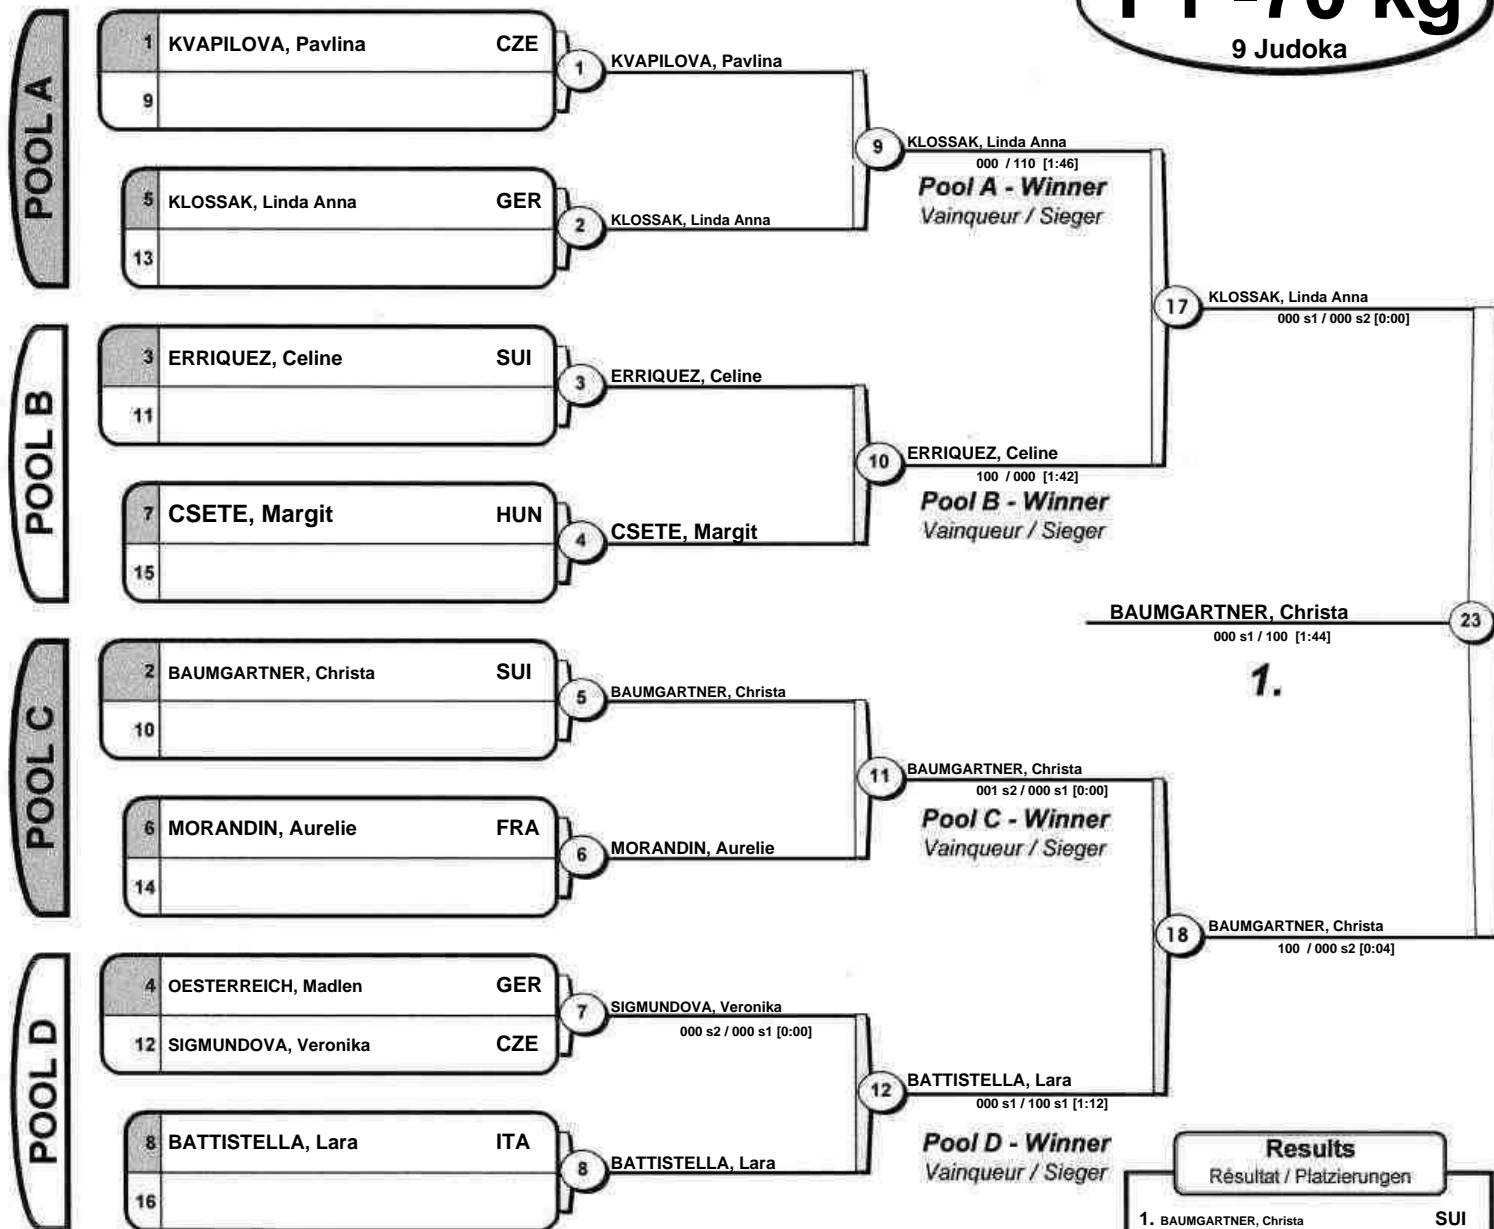 -70 kg
9 Judoka
POOL A
1 KVAPILOVA, Pavlina CZE
9
1
KVAPILOVA, Pavlina
5 KLOSSAK, Linda Anna GER
13
2
KLOSSAK, Linda Anna
9
KLOSSAK, Linda Anna
000 / 110 [1:46]
Pool A - Winner
Vainqueur / Sieger
POOL B
3 ERRIQUEZ, Celine SUI
11
3
ERRIQUEZ, Celine
7 CSETE, Margit HUN
15
4
CSETE, Margit
10
ERRIQUEZ, Celine
100 / 000 [1:42]
Pool B - Winner
Vainqueur / Sieger
17
KLOSSAK, Linda Anna
000 s1 / 000 s2 [0:00]
BAUMGARTNER, Christa
000 s1 / 100 [1:44]
1.
23
POOL C
2 BAUMGARTNER, Christa SUI
10
5
BAUMGARTNER, Christa
6 MORANDIN, Aurelie FRA
14
6
MORANDIN, Aurelie
11
BAUMGARTNER, Christa
001 s2 / 000 s1 [0:00]
Pool C - Winner
Vainqueur / Sieger
18
BAUMGARTNER, Christa
100 / 000 s2 [0:04]
POOL D
4 OESTERREICH, Madlen GER
12 SIGMUNDOVA, Veronika CZE
7
SIGMUNDOVA, Veronika
000 s2 / 000 s1 [0:00]
8 BATTISTELLA, Lara ITA
16
8
BATTISTELLA, Lara
12
BATTISTELLA, Lara
000 s1 / 100 s1 [1:12]
Pool D - Winner
Vainqueur / Sieger
Results
Résultat / Platzierungen
1. BAUMGARTNER, Christa SUI